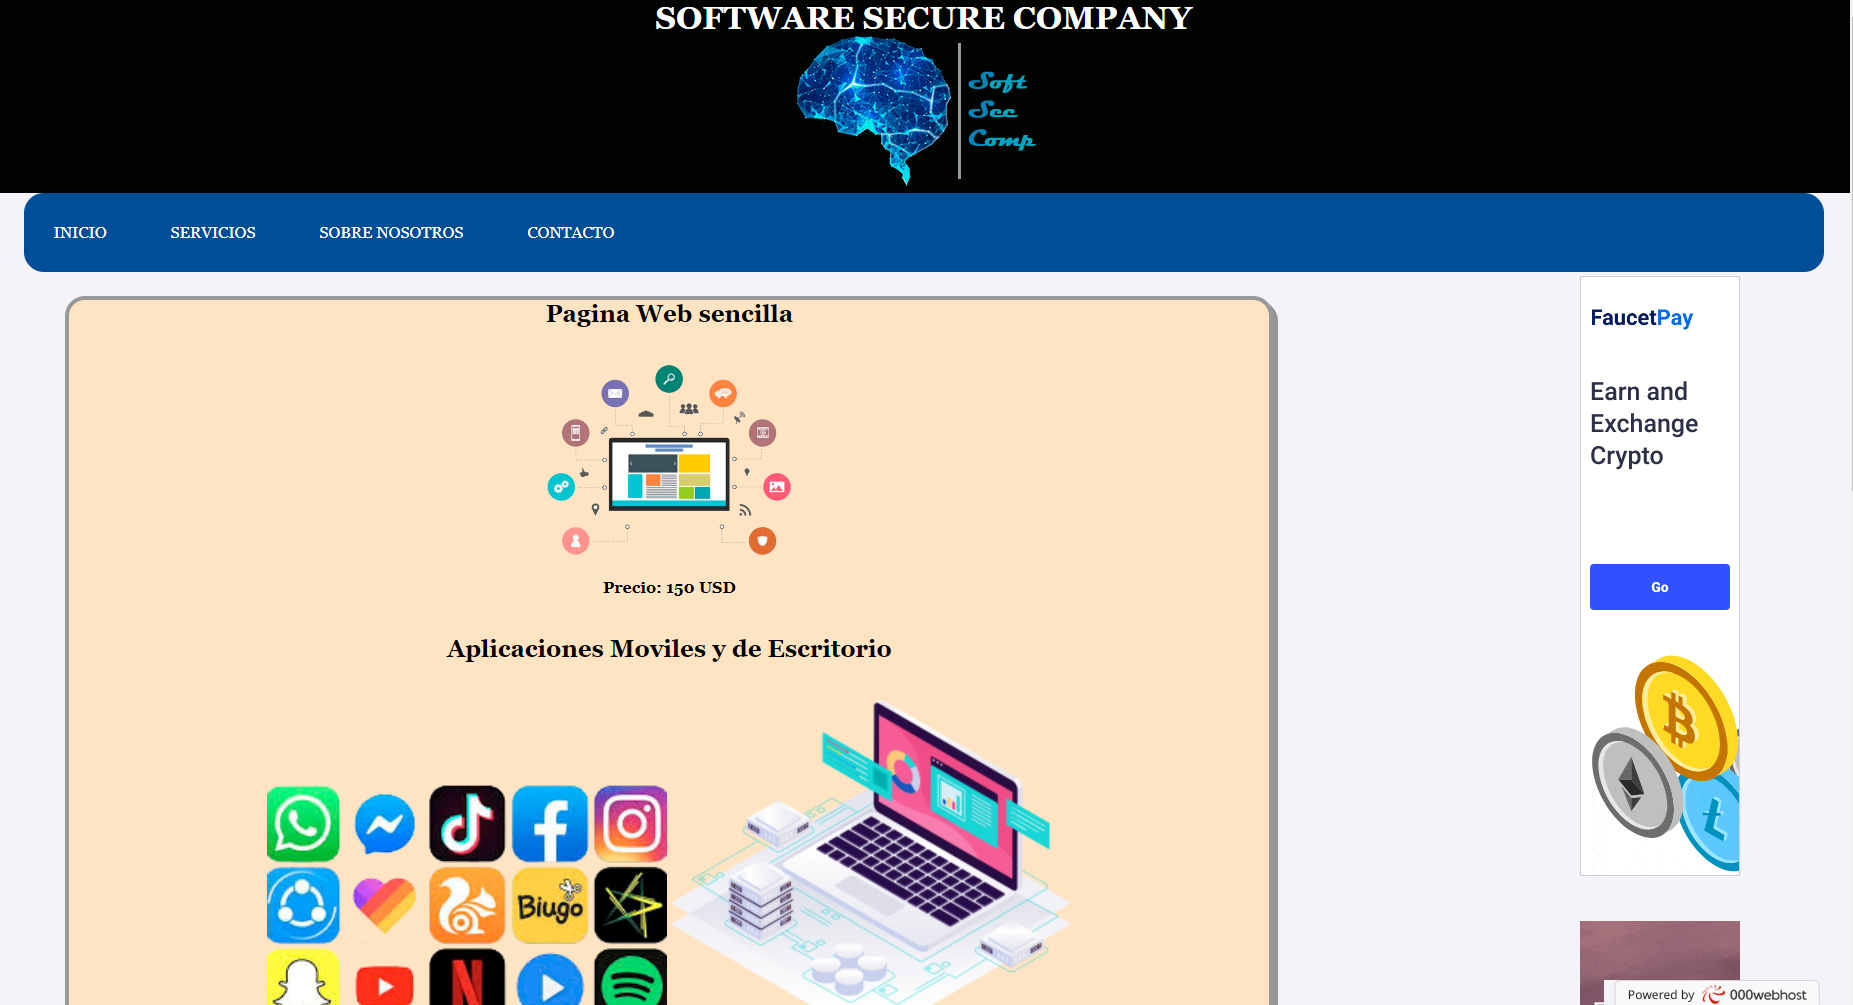 SOFTWARE SECURE COMPANY
Soft
Sec
Comp
INICIO SERVICIOS SOBRE NOSOTROS CONTACTO
Pagina Web sencilla
Precio: 150 USD
Aplicaciones Moviles y de Escritorio
Biugo
FaucetPay
Earn and
Exchange
Crypto
Go
Powered by 000webhost